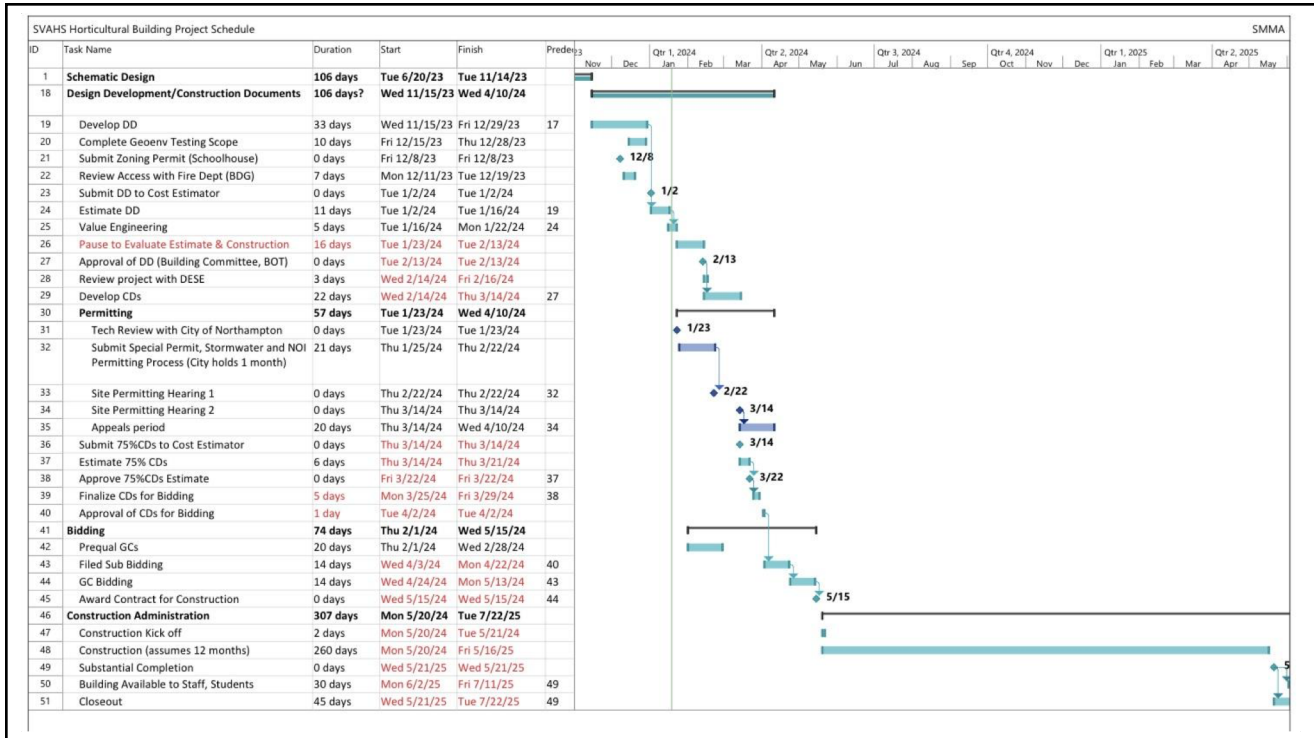 SVAHS Horticultural Building Project Schedule SMMA
ID Task Name Duration Start Finish Predec 23 Qtr 1, 2024 Qtr 2, 2024 Qtr 3, 2024 Qtr 4, 2024 Qtr 1, 2025 Qtr 2, 2025
Nov Dec Jan Feb Mar Apr May Jun Jul Aug Sep Oct Nov Dec Jan Feb Mar Apr May
1 Schematic Design 106 days Tue 6/20/23 Tue 11/14/23
18 Design Development/Construction Documents 106 days? Wed 11/15/23 Wed 4/10/24
19 Develop DD 33 days Wed 11/15/23 Fri 12/29/23 17
20 Complete Geoenv Testing Scope 10 days Fri 12/15/23 Thu 12/28/23
21 Submit Zoning Permit (Schoolhouse) 0 days Fri 12/8/23 Fri 12/8/23 12/8
22 Review Access with Fire Dept (BDG) 7 days Mon 12/11/23 Tue 12/19/23
23 Submit DD to Cost Estimator 0 days Tue 1/2/24 Tue 1/2/24 1/2
24 Estimate DD 11 days Tue 1/2/24 Tue 1/16/24 19
25 Value Engineering 5 days Tue 1/16/24 Mon 1/22/24 24
26 Pause to Evaluate Estimate & Construction 16 days Tue 1/23/24 Tue 2/13/24
27 Approval of DD (Building Committee, BOT) 0 days Tue 2/13/24 Tue 2/13/24 2/13
28 Review project with DESE 3 days Wed 2/14/24 Fri 2/16/24
29 Develop CDs 22 days Wed 2/14/24 Thu 3/14/24 27
30 Permitting 57 days Tue 1/23/24 Wed 4/10/24
31 Tech Review with City of Northampton 0 days Tue 1/23/24 Tue 1/23/24 1/23
32 Submit Special Permit, Stormwater and NOI 21 days Thu 1/25/24 Thu 2/22/24
Permitting Process (City holds 1 month)
33 Site Permitting Hearing 1 0 days Thu 2/22/24 Thu 2/22/24 32 2/22
34 Site Permitting Hearing 2 0 days Thu 3/14/24 Thu 3/14/24 3/14
35 Appeals period 20 days Thu 3/14/24 Wed 4/10/24 34
36 Submit 75%CDs to Cost Estimator 0 days Thu 3/14/24 Thu 3/14/24 3/14
37 Estimate 75% CDs 6 days Thu 3/14/24 Thu 3/21/24
38 Approve 75%CDs Estimate 0 days Fri 3/22/24 Fri 3/22/24 37 3/22
39 Finalize CDs for Bidding 5 days Mon 3/25/24 Fri 3/29/24 38
40 Approval of CDs for Bidding 1 day Tue 4/2/24 Tue 4/2/24
41 Bidding 74 days Thu 2/1/24 Wed 5/15/24
42 Prequal GCs 20 days Thu 2/1/24 Wed 2/28/24
43 Filed Sub Bidding 14 days Wed 4/3/24 Mon 4/22/24 40
44 GC Bidding 14 days Wed 4/24/24 Mon 5/13/24 43
45 Award Contract for Construction 0 days Wed 5/15/24 Wed 5/15/24 44 5/15
46 Construction Administration 307 days Mon 5/20/24 Tue 7/22/25
47 Construction Kick off 2 days Mon 5/20/24 Tue 5/21/24
48 Construction (assumes 12 months) 260 days Mon 5/20/24 Fri 5/16/25
49 Substantial Completion 0 days Wed 5/21/25 Wed 5/21/25 5
50 Building Available to Staff, Students 30 days Mon 6/2/25 Fri 7/11/25 49
51 Closeout 45 days Wed 5/21/25 Tue 7/22/25 49